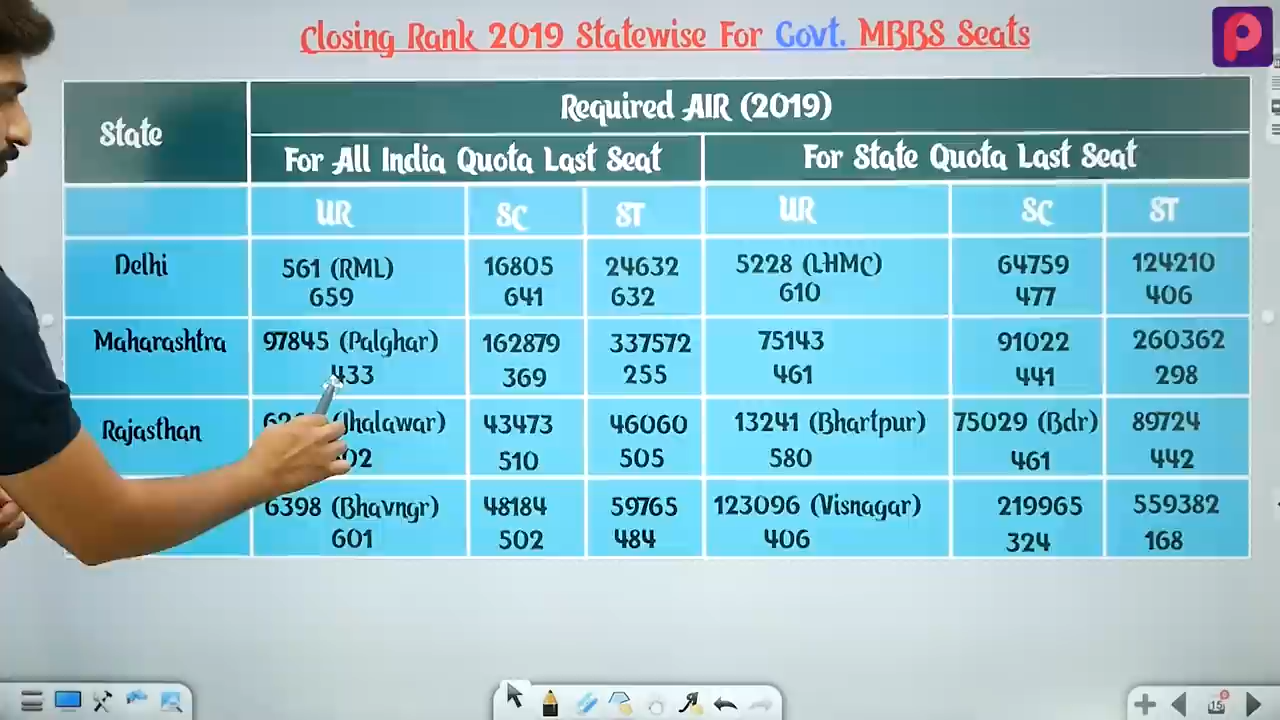 Closing Rank 2019 Statewise For Govt. MBBS Seats
State
Required AIR (2019)
For All India Quota Last Seat
For State Quota Last Seat
UR SC ST UR SC ST
Delhi 561 (RML) 16805 24632 5228 (LHMC) 64759 124210
659 641 632 610 477 406
Maharashtra 97845 (Palghar) 162879 337572 75143 91022 260362
433 369 255 461 441 298
Rajasthan (Jhalawar) 43473 46060 13241 (Bhartpur) 75029 (Bdr) 89724
510 505 580 461 442
6398 (Bhavngr) 48184 59765 123096 (Visnagar) 219965 559382
601 502 484 406 324 168
15